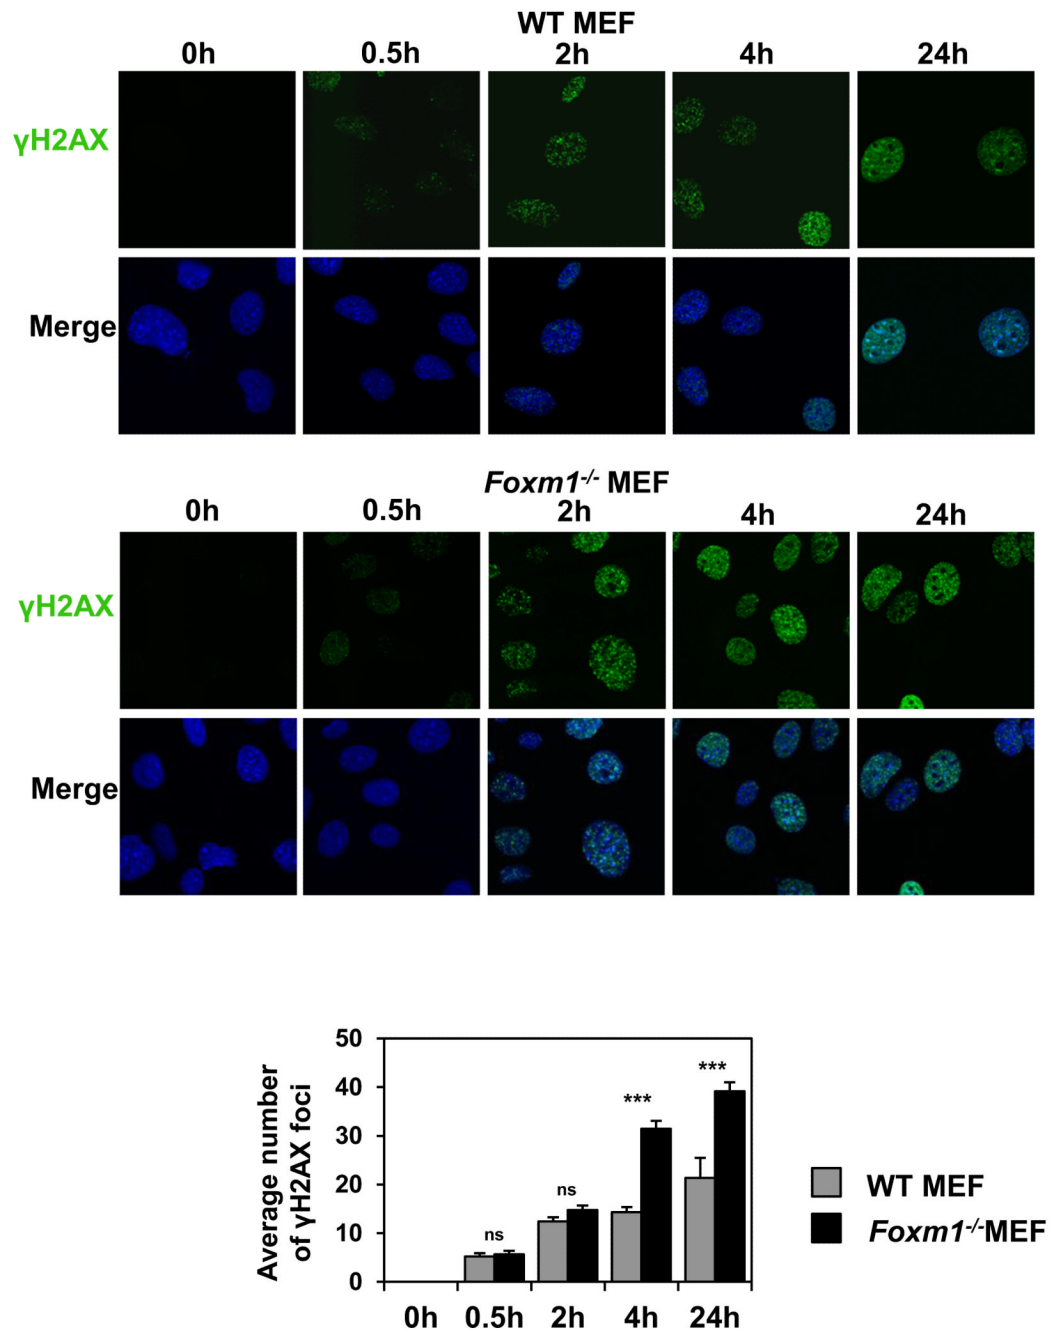 WT MEF
0h 0.5h 2h 4h 24h
γH2AX
Merge
Foxm1-/- MEF
0h 0.5h 2h 4h 24h
γH2AX
Merge
Average number
of γH2AX foci
50
40
30
20
10
0
ns
ns
***
***
0h 0.5h 2h 4h 24h
WT MEF
Foxm1-/-MEF